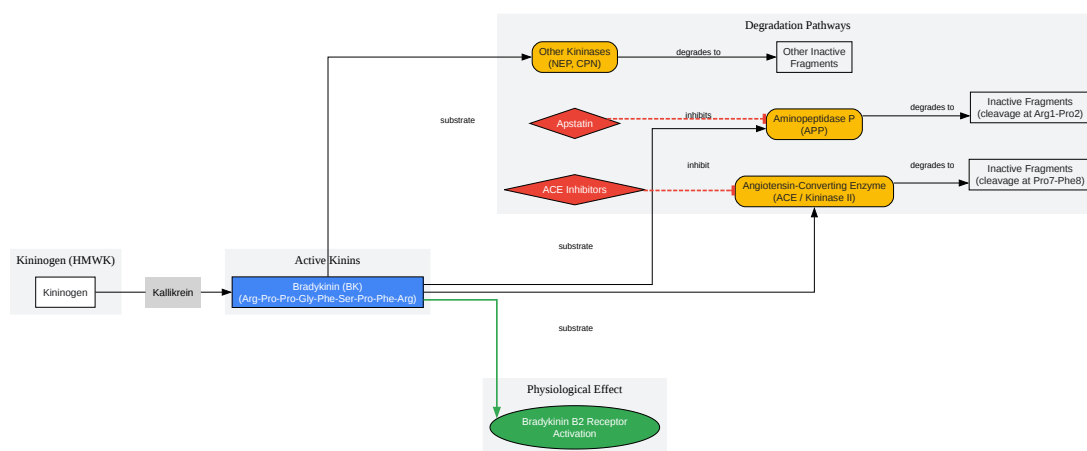 Degradation Pathways
Other Kininases
(NEP, CPN)
degrades to
Other Inactive
Fragments
substrate
Apstatin
inhibits
Aminopeptidase P
(APP)
degrades to
Inactive Fragments
(cleavage at Arg1-Pro2)
ACE Inhibitors
inhibit
Angiotensin-Converting Enzyme
(ACE / Kininase II)
degrades to
Inactive Fragments
(cleavage at Pro7-Phe8)
substrate
Kininogen (HMWK)
Kininogen
Kallikrein
Active Kinins
Bradykinin (BK)
(Arg-Pro-Pro-Gly-Phe-Ser-Pro-Phe-Arg)
substrate
Physiological Effect
Bradykinin B2 Receptor
Activation